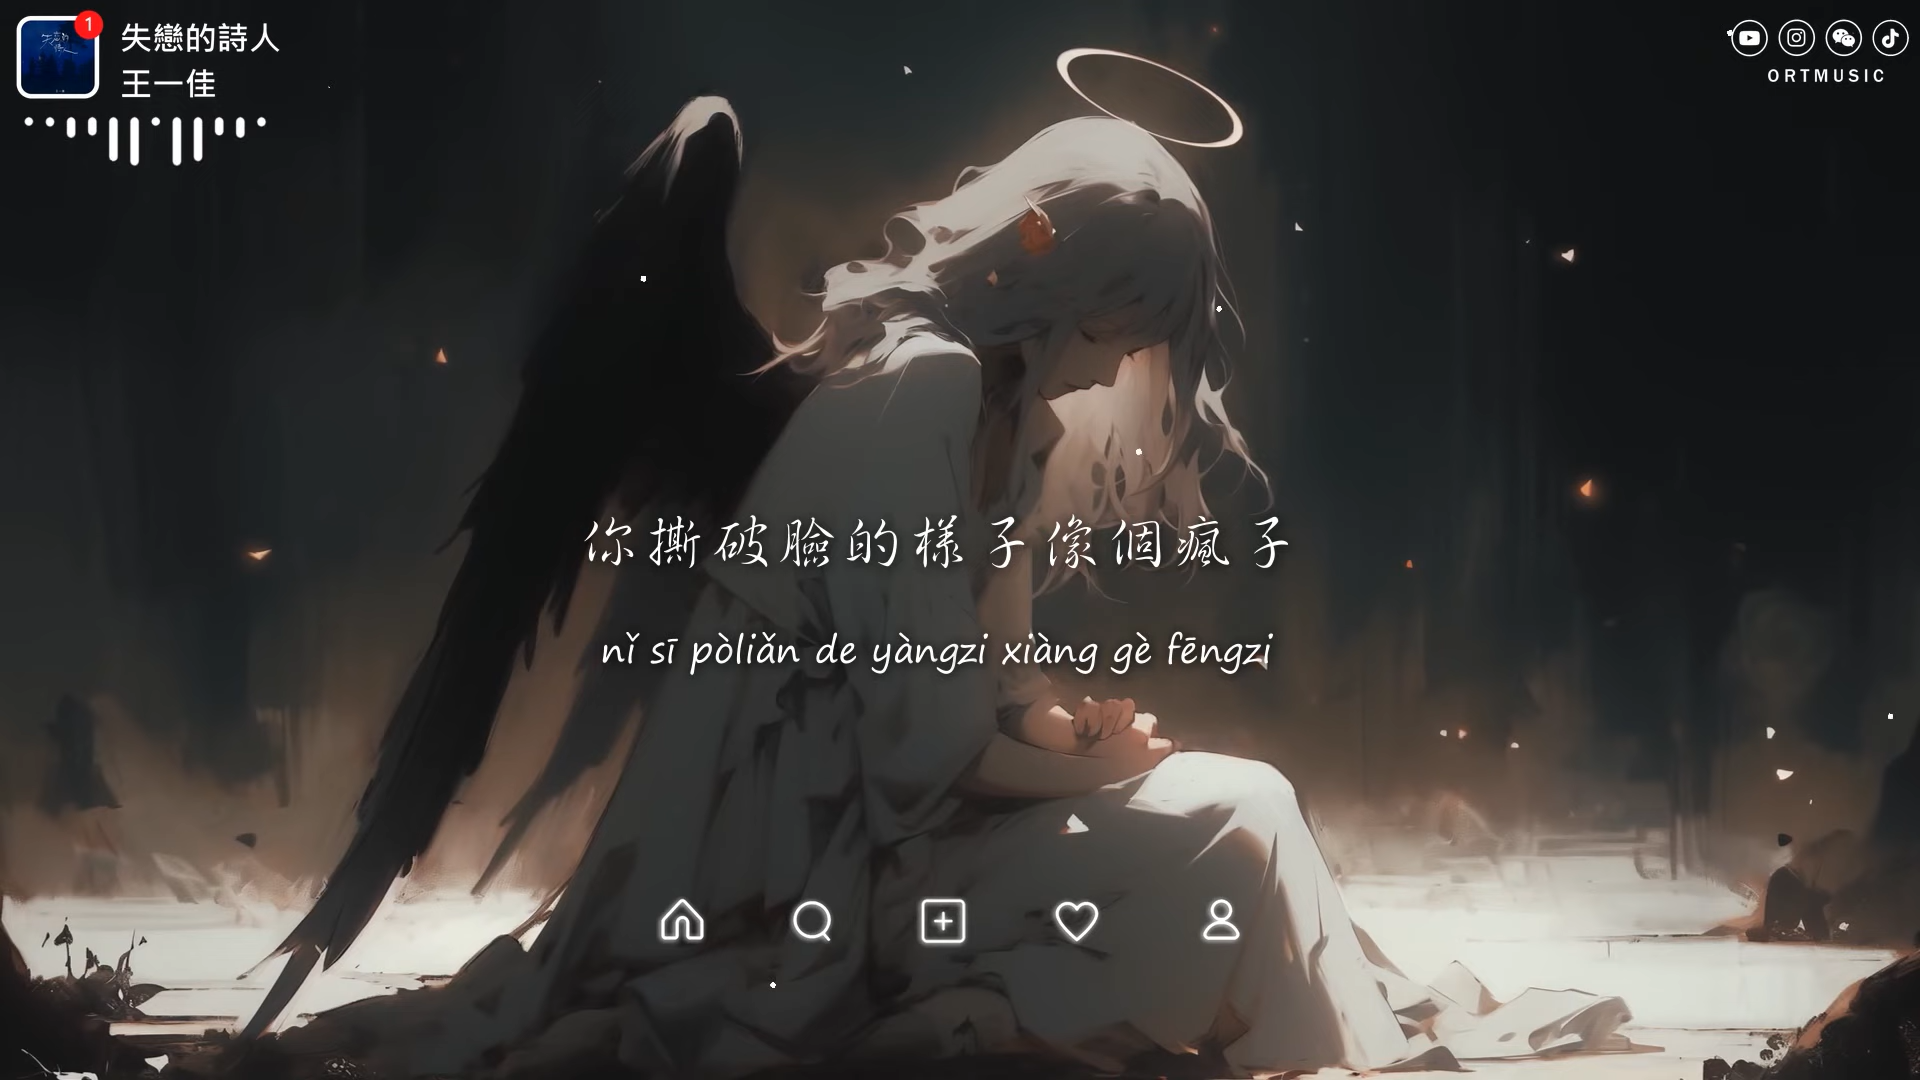 1
失戀的詩人
王一佳
ORTMUSIC
你撕破臉的樣子像個瘋子
nǐ sī pòliǎn de yàngzi xiàng gè fēngzi